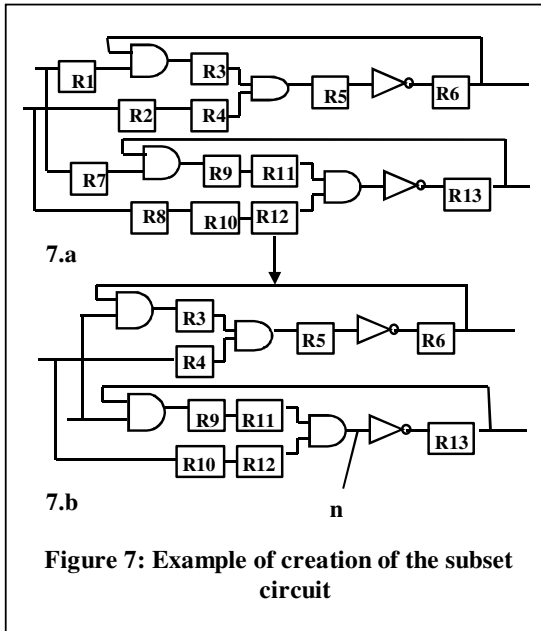 R1
R3
R5
R6
R2
R4
R7
R9
R11
R13
R8
R10
R12
7.a
R3
R4
R5
R6
R9
R11
R13
R10
R12
7.b
n
Figure 7: Example of creation of the subset
circuit